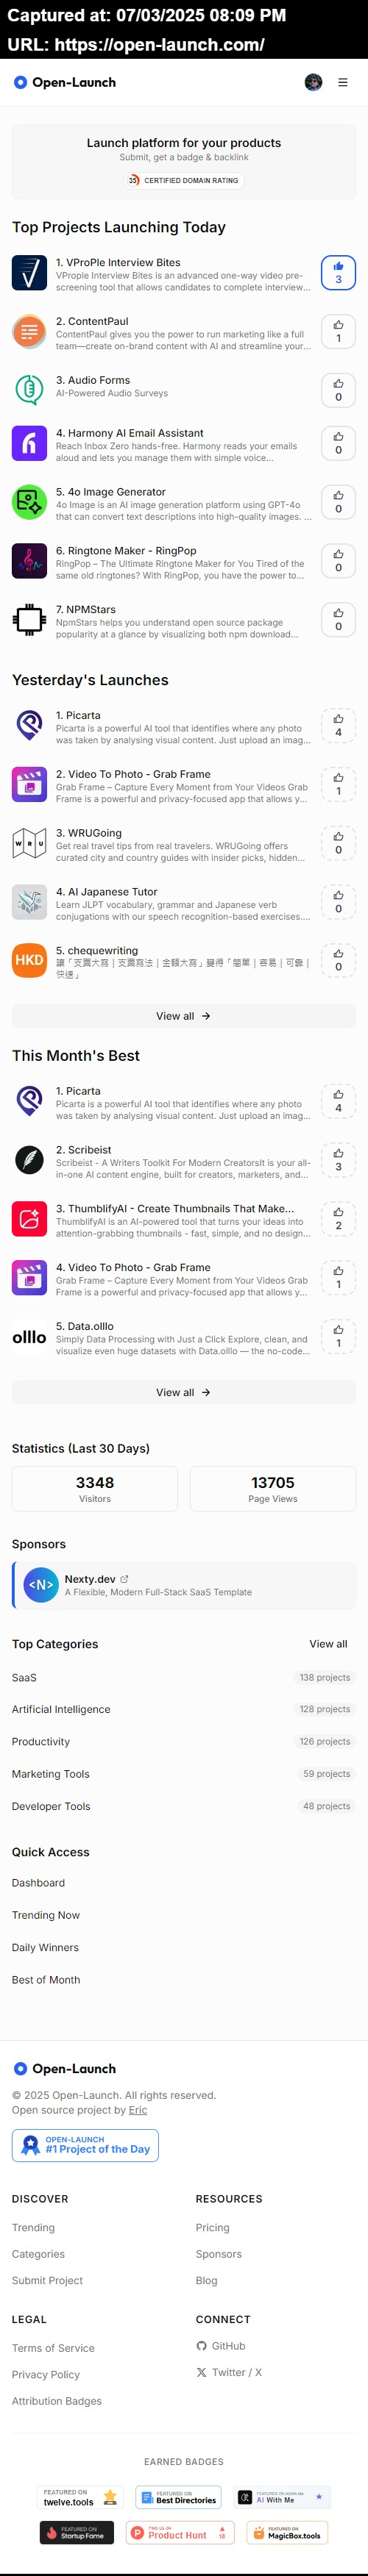 Captured at: 07/03/2025 08:09 PM
URL: https://open-launch.com/
Open-Launch
Launch platform for your products
Submit, get a badge & backlink
35 CERTIFIED DOMAIN RATING
Top Projects Launching Today
1. VProPle Interview Bites
VProple Interview Bites is an advanced one-way video pre-
screening tool that allows candidates to complete interview...
3
2. ContentPaul
ContentPaul gives you the power to run marketing like a full
team—create on-brand content with AI and streamline your...
1
3. Audio Forms
AI-Powered Audio Surveys
0
4. Harmony AI Email Assistant
Reach Inbox Zero hands-free. Harmony reads your emails
aloud and lets you manage them with simple voice...
0
5. 4o Image Generator
4o Image is an AI image generation platform using GPT-4o
that can convert text descriptions into high-quality images. ...
0
6. Ringtone Maker - RingPop
RingPop – The Ultimate Ringtone Maker for You Tired of the
same old ringtones? With RingPop, you have the power to...
0
7. NPMStars
NpmStars helps you understand open source package
popularity at a glance by visualizing both npm download...
0
Yesterday's Launches
1. Picarta
Picarta is a powerful AI tool that identifies where any photo
was taken by analysing visual content. Just upload an imag...
4
2. Video To Photo - Grab Frame
Grab Frame – Capture Every Moment from Your Videos Grab
Frame is a powerful and privacy-focused app that allows y...
1
W R U
3. WRUGoing
Get real travel tips from real travelers. WRUGoing offers
curated city and country guides with insider picks, hidden...
0
4. AI Japanese Tutor
Learn JLPT vocabulary, grammar and Japanese verb
conjugations with our speech recognition-based exercises....
0
HKD
5. chequewriting
讓「支票大寫｜支票寫法｜金額大寫」變得「簡單｜容易｜可靠｜
快速」
0
View all →
This Month's Best
1. Picarta
Picarta is a powerful AI tool that identifies where any photo
was taken by analysing visual content. Just upload an imag...
4
2. Scribeist
Scribeist - A Writers Toolkit For Modern CreatorsIt is your all-
in-one AI content engine, built for creators, marketers, and...
3
3. ThumblifyAI - Create Thumbnails That Make...
ThumblifyAI is an AI-powered tool that turns your ideas into
attention-grabbing thumbnails - fast, simple, and no design...
2
4. Video To Photo - Grab Frame
Grab Frame – Capture Every Moment from Your Videos Grab
Frame is a powerful and privacy-focused app that allows y...
1
olllo
5. Data.olllo
Simply Data Processing with Just a Click Explore, clean, and
visualize even huge datasets with Data.olllo — the no-code...
1
View all →
Statistics (Last 30 Days)
3348
Visitors
13705
Page Views
Sponsors
<N>
Nexty.dev
A Flexible, Modern Full-Stack SaaS Template
Top Categories View all
SaaS 138 projects
Artificial Intelligence 128 projects
Productivity 126 projects
Marketing Tools 59 projects
Developer Tools 48 projects
Quick Access
Dashboard
Trending Now
Daily Winners
Best of Month
Open-Launch
© 2025 Open-Launch. All rights reserved.
Open source project by Eric
OPEN-LAUNCH
#1 Project of the Day
DISCOVER
Trending
Categories
Submit Project
RESOURCES
Pricing
Sponsors
Blog
LEGAL
Terms of Service
Privacy Policy
Attribution Badges
CONNECT
GitHub
Twitter / X
EARNED BADGES
FEATURED ON
twelve.tools
FEATURED ON
Best Directories
AI With Me
FEATURED ON
Startup Fame
Product Hunt
18
FEATURED ON
MagicBox.tools